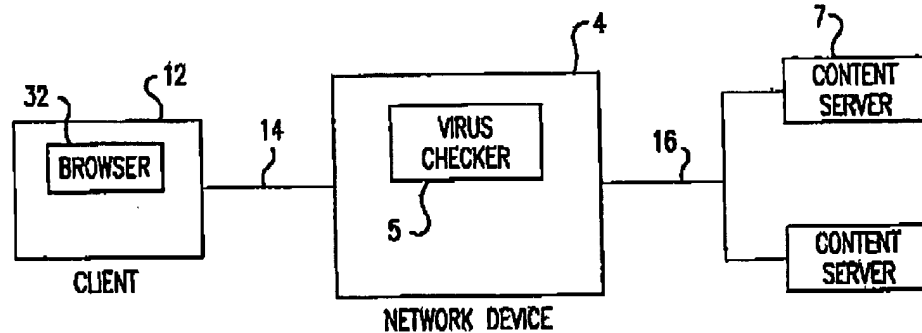 32
12
BROWSER
CLIENT
14
4
VIRUS
CHECKER
5
NETWORK DEVICE
16
7
CONTENT
SERVER
CONTENT
SERVER